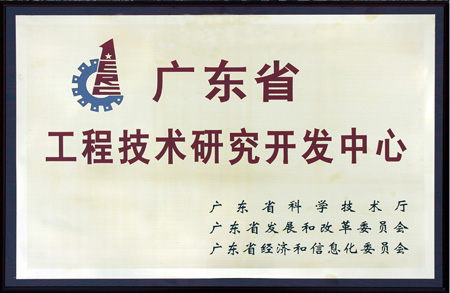 ERC
广东省
工程技术研究开发中心
广东省科学技术厅
广东省发展和改革委员会
广东省经济和信息化委员会